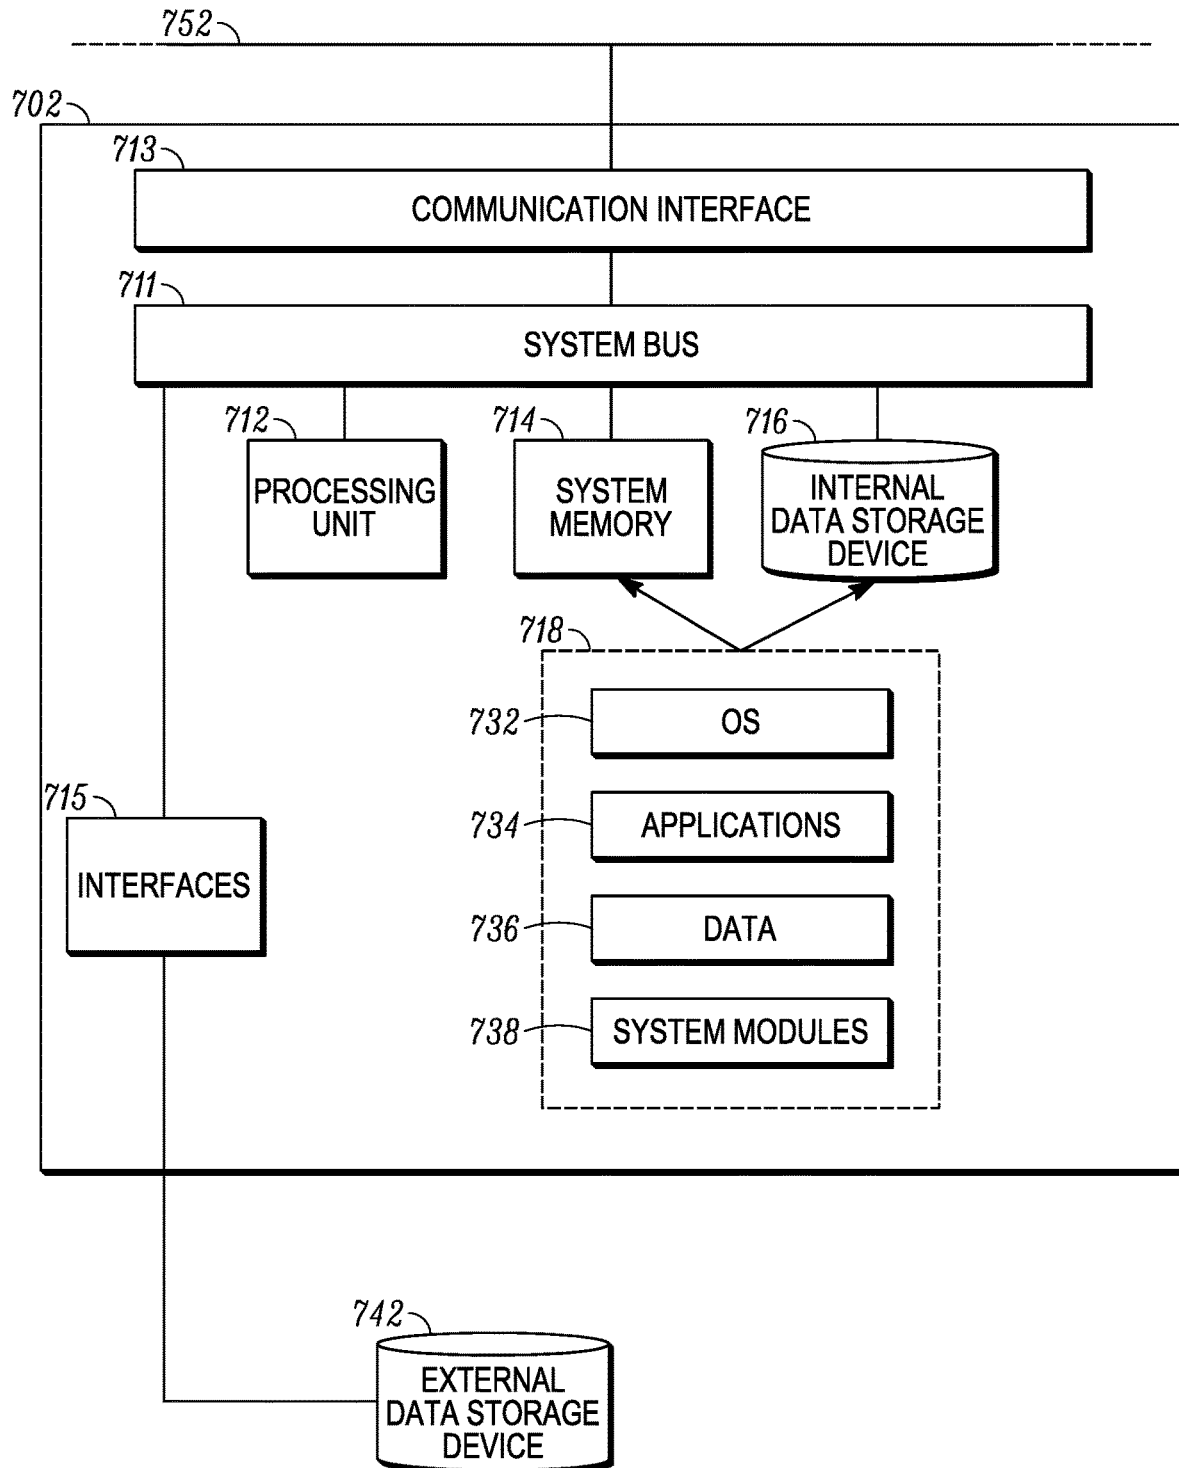 752
702
713
COMMUNICATION INTERFACE
711
SYSTEM BUS
712
PROCESSING
UNIT
714
SYSTEM
MEMORY
716
INTERNAL
DATA STORAGE
DEVICE
718
732
OS
734
APPLICATIONS
736
DATA
738
SYSTEM MODULES
715
INTERFACES
742
EXTERNAL
DATA STORAGE
DEVICE